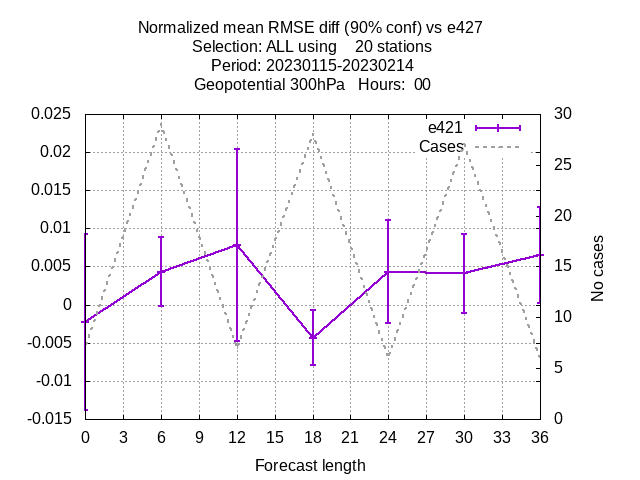 Normalized mean RMSE diff (90% conf) vs e427
Selection: ALL using    20 stations
Period: 20230115-20230214
Geopotential 300hPa   Hours:  00
0.025
0.02
0.015
0.01
0.005
0
-0.005
-0.01
-0.015
e421
Cases
30
25
20
15
10
5
0
No cases
0 3 6 9 12 15 18 21 24 27 30 33 36
Forecast length